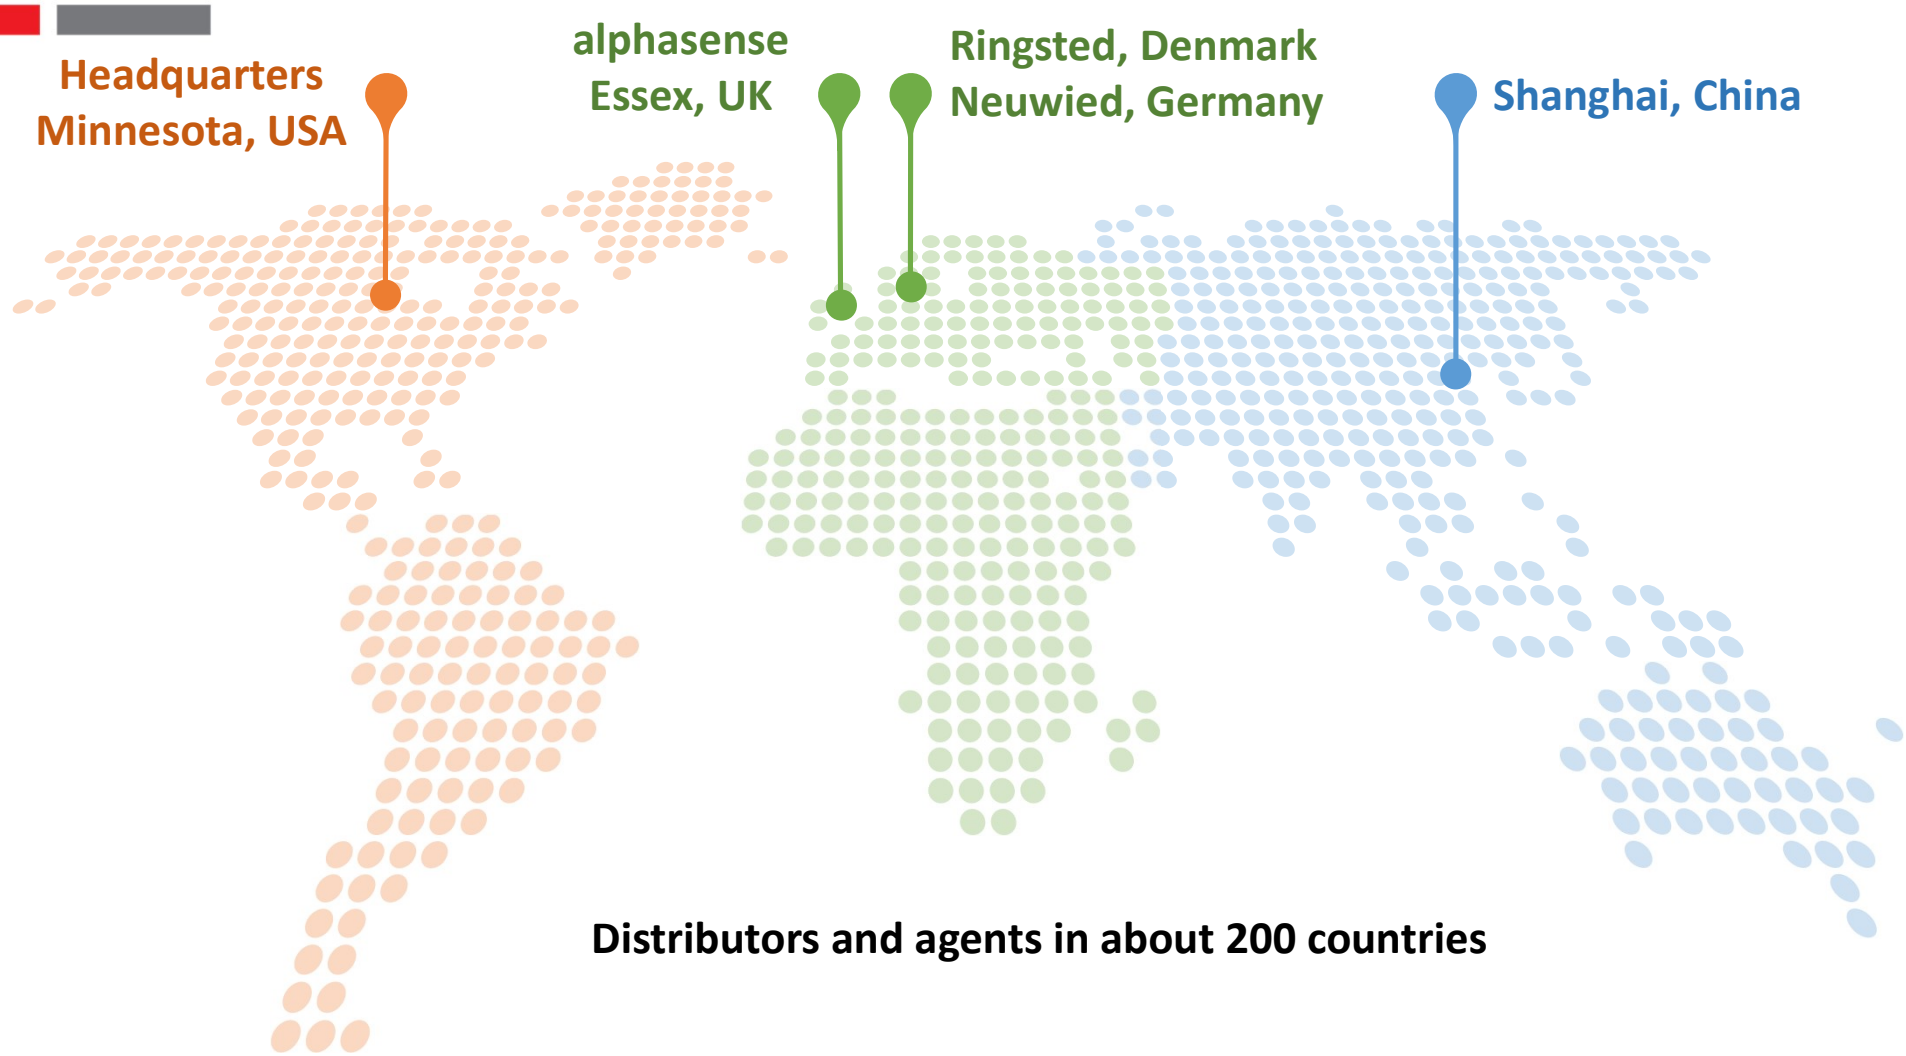 Headquarters
Minnesota, USA
alphasense
Essex, UK
Ringsted, Denmark
Neuwied, Germany
Shanghai, China
Distributors and agents in about 200 countries